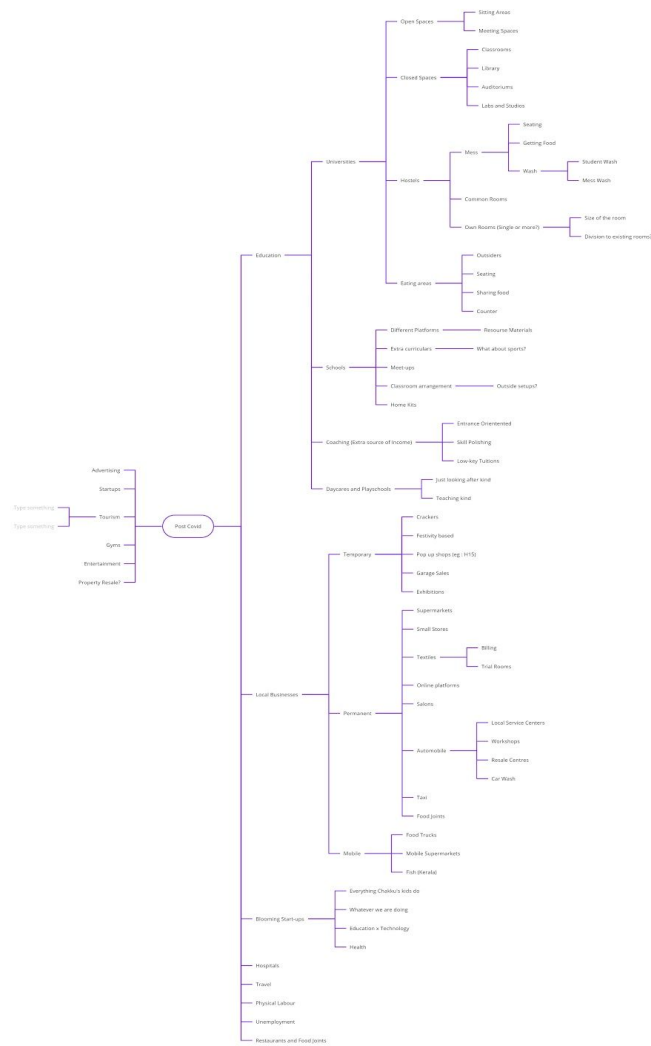 Sitting Areas
Open Spaces
Meeting Spaces
Classrooms
Library
Closed Spaces
Auditoriums
Labs and Studios
Seating
Getting Food
Mess
Wash
Student Wash
Mess Wash
Universites
Hostels
Common Rooms
Own Rooms (Single or more?)
Size of the room
Division to existing rooms
Outsiders
Seating
Eating areas
Sharing food
Counter
Education
Different Platforms
Resourse Materials
Extra curriculars
What about sports?
Schools
Meet-ups
Classroom arrangement
Outside setups?
Home Kits
Entrance Orientented
Coaching (Extra source of Income)
Skill Polishing
Low-key Tuitions
Just looking after kind
Daycares and Playschools
Teaching kind
Advertising
Startups
Type something
Tourism
Type something
Gyms
Entertainment
Property Resale?
Post Covid
Crackers
Festivity based
Temporary
Pop up shops (eg : H15)
Garage Sales
Exhibitions
Supermarkets
Small Stores
Textiles
Billing
Trial Rooms
Online platforms
Salons
Local Businesses
Permanent
Automobile
Local Service Centers
Workshops
Resale Centres
Car Wash
Taxi
Food Joints
Food Trucks
Mobile
Mobile Supermarkets
Fish (Kerala)
Everything Chakku's kids do
Whatever we are doing
Blooming Start-ups
Education x Technology
Health
Hospitals
Travel
Physical Labour
Unemployment
Restaurants and Food Joints